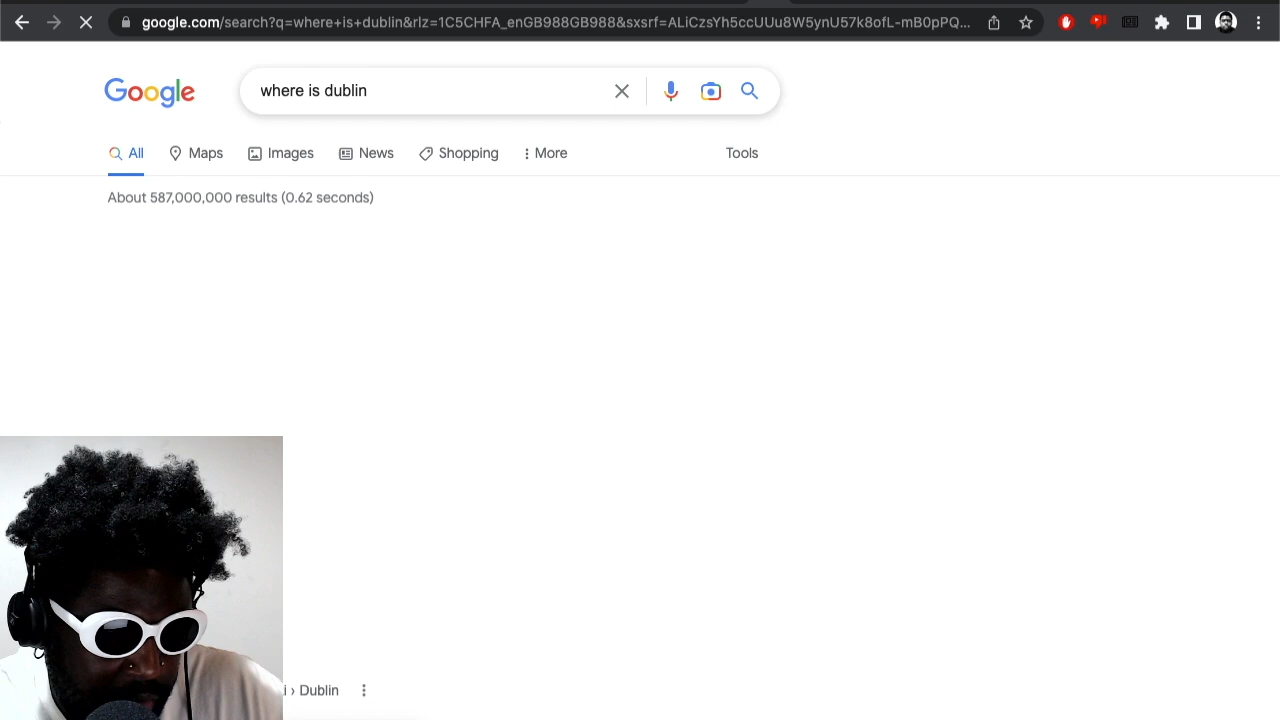 google.com/search?q=where+is+dublin&rlz=1C5CHFA_enGB988GB988&sxsrf=ALiCzsYh5ccUUu8W5ynU57k8ofL-mB0pPQ...
Google where is dublin
All Maps Images News Shopping More Tools
About 587,000,000 results (0.62 seconds)
i › Dublin